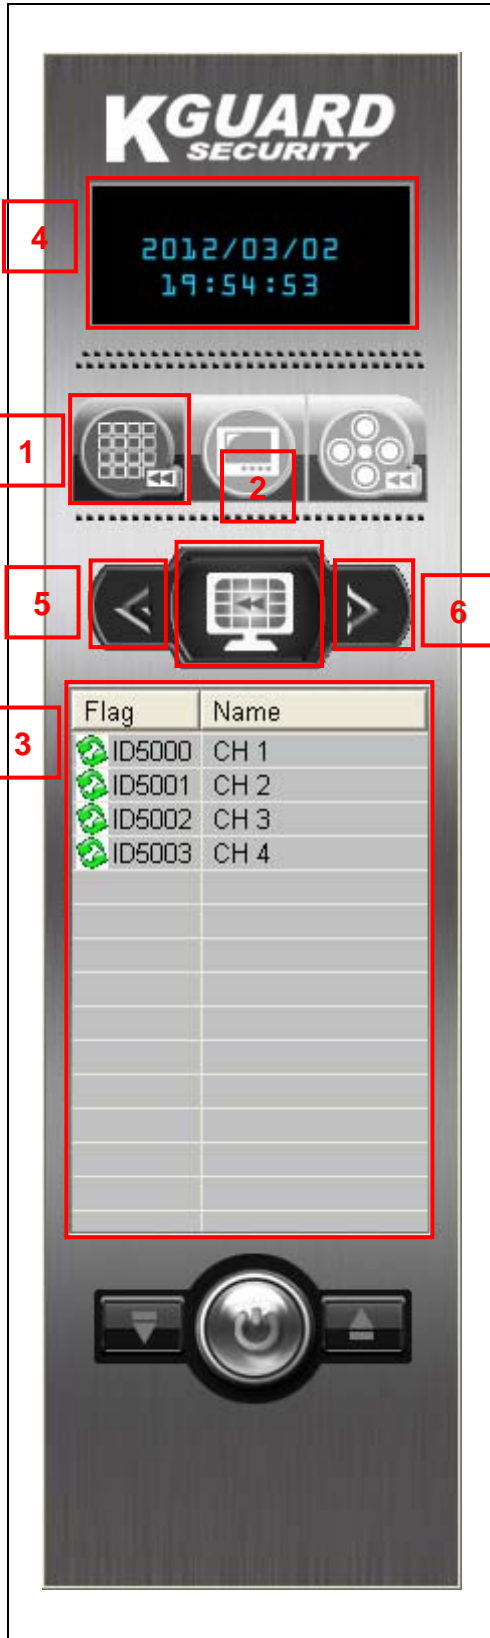 KGUARD
SECURITY
4
2012/03/02
19:54:53
1
2
5
6
3
Flag Name
ID5000 CH 1
ID5001 CH 2
ID5002 CH 3
ID5003 CH 4